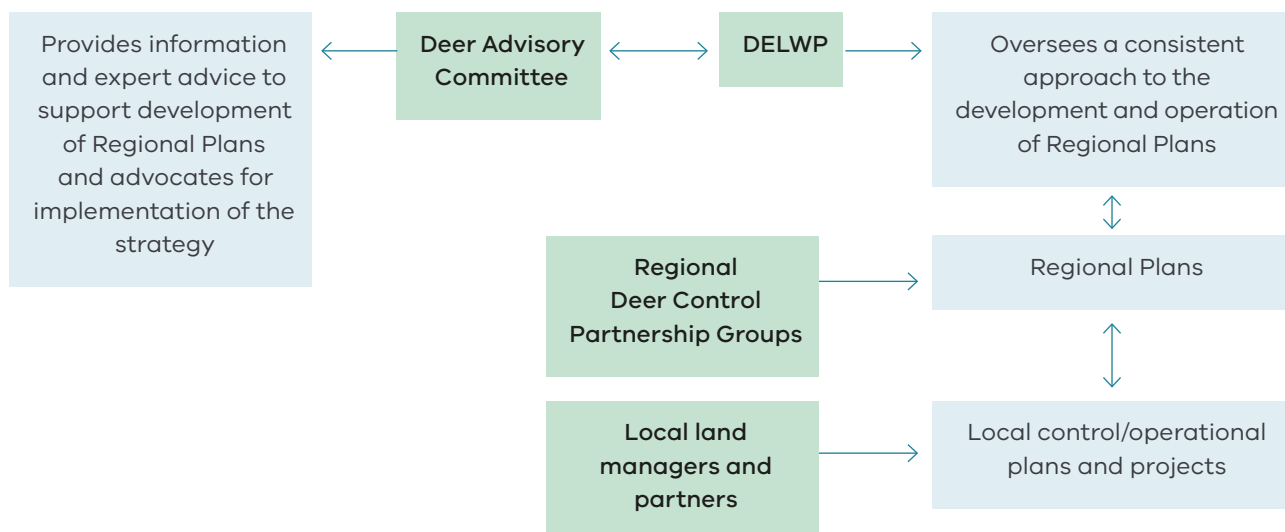 Provides information
and expert advice to
support development
of Regional Plans
and advocates for
implementation of the
strategy
Deer Advisory
Committee
DELWP
Oversees a consistent
approach to the
development and operation
of Regional Plans
Regional
Deer Control
Partnership Groups
Regional Plans
Local land
managers and
partners
Local control/operational
plans and projects